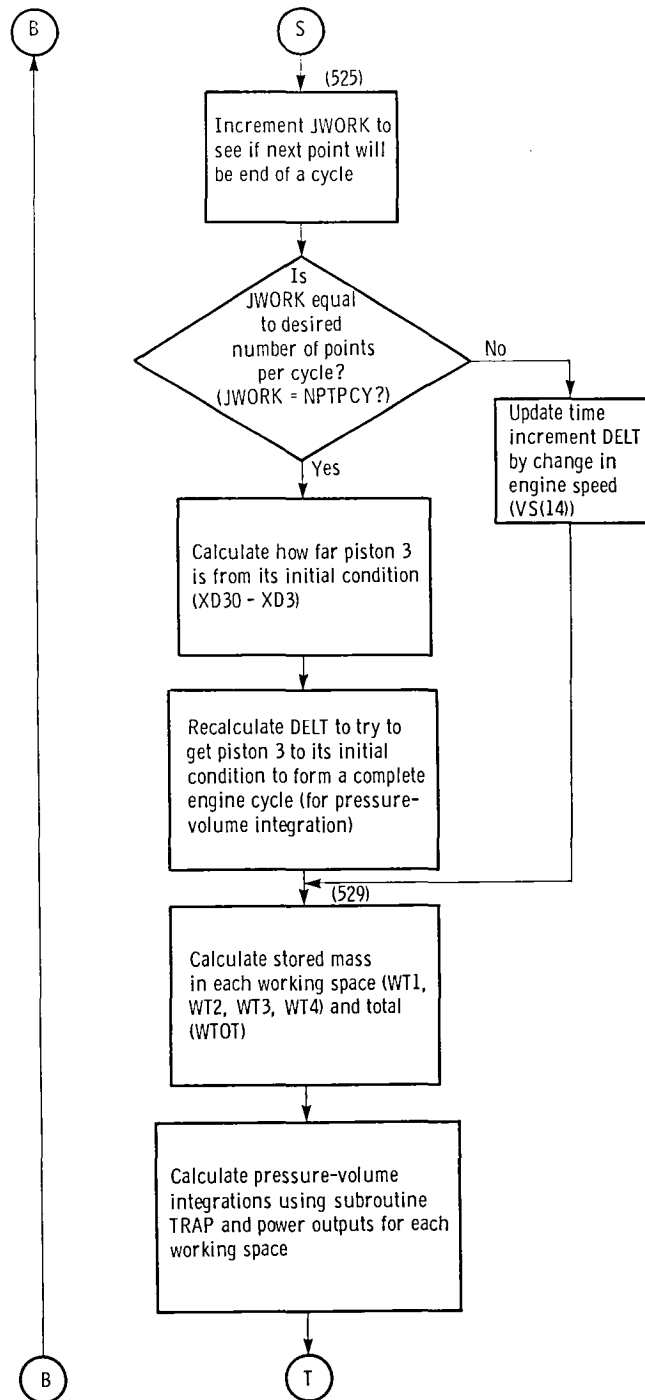 B
S
(525)
Increment JWORK to
see if next point will
be end of a cycle
Is
JWORK equal
to desired
number of points
per cycle?
(JWORK = NPTPCY?)
No
Update time
increment DELT
by change in
engine speed
(VS(14))
Yes
Calculate how far piston 3
is from its initial condition
(XD30 - XD3)
Recalculate DELT to try to
get piston 3 to its initial
condition to form a complete
engine cycle (for pressure-
volume integration)
(529)
Calculate stored mass
in each working space (WT1,
WT2, WT3, WT4) and total
(WTOT)
Calculate pressure-volume
integrations using subroutine
TRAP and power outputs for each
working space
B
T